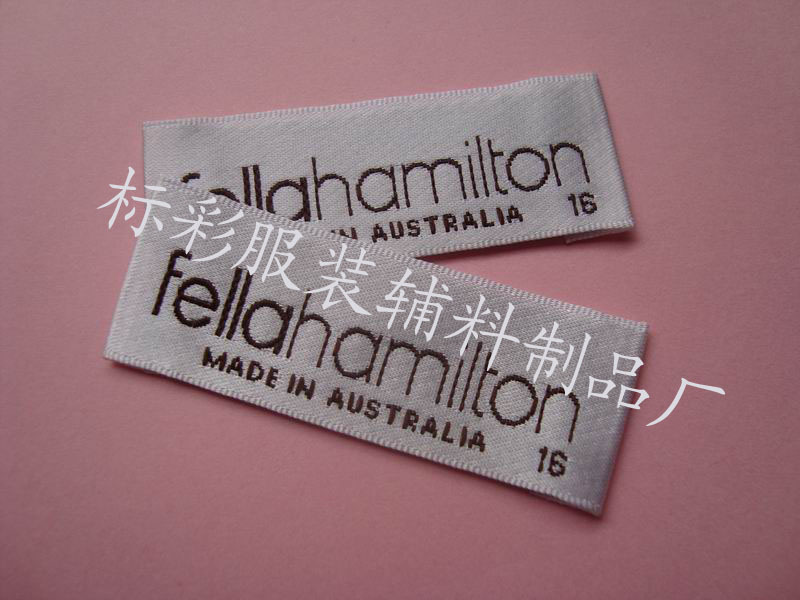 fellahamilton
IN AUSTRALIA 16
标彩服装辅料制品厂
fellahamilton
MADE IN AUSTRALIA
16